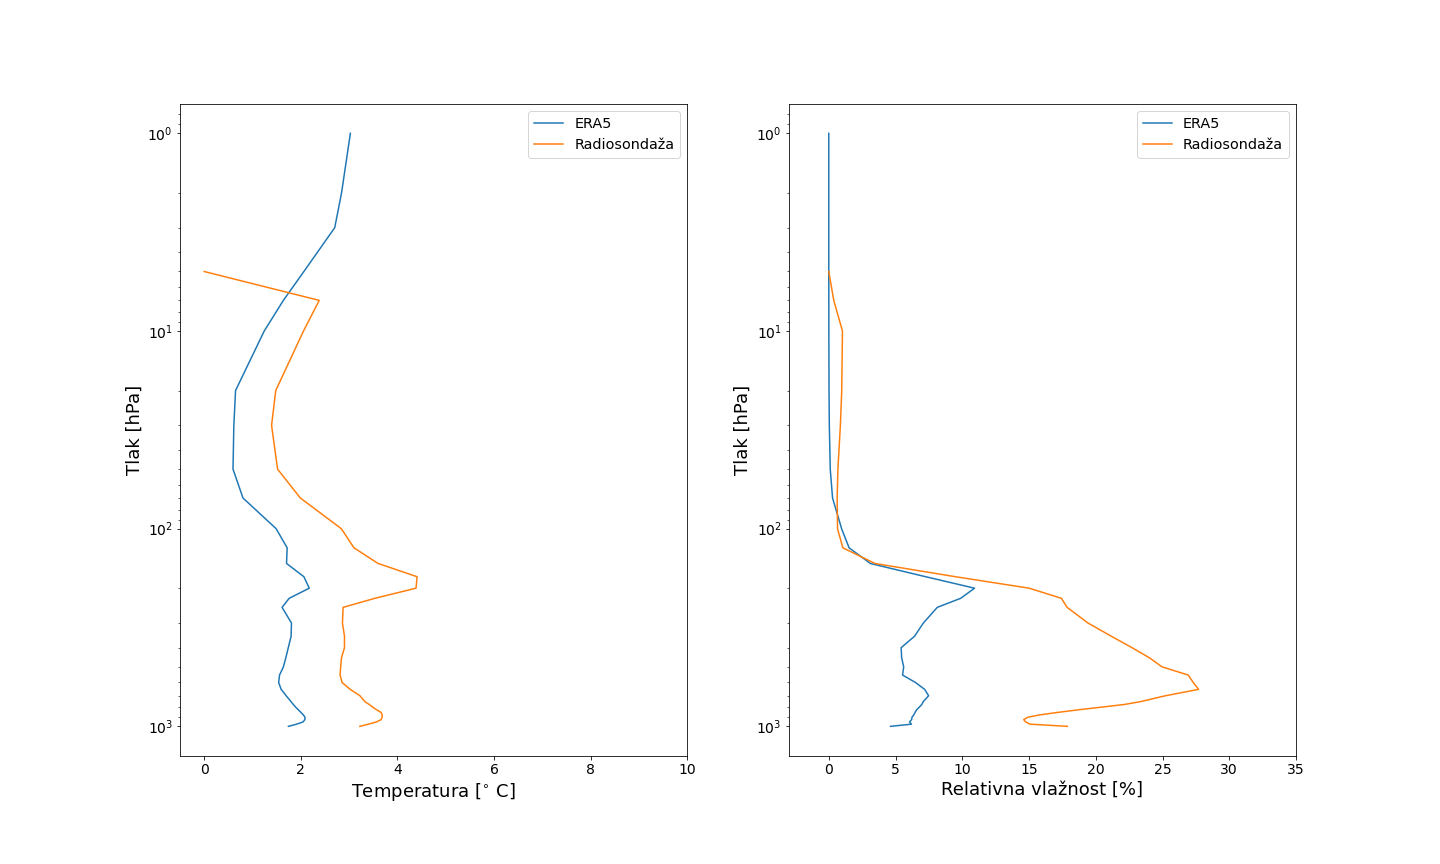 ERA5
Radiosondaža
10⁰
10¹
10²
10³
Tlak [hPa]
0 2 4 6 8 10
Temperatura [° C]
ERA5
Radiosondaža
10⁰
10¹
10²
10³
Tlak [hPa]
0 5 10 15 20 25 30 35
Relativna vlažnost [%]